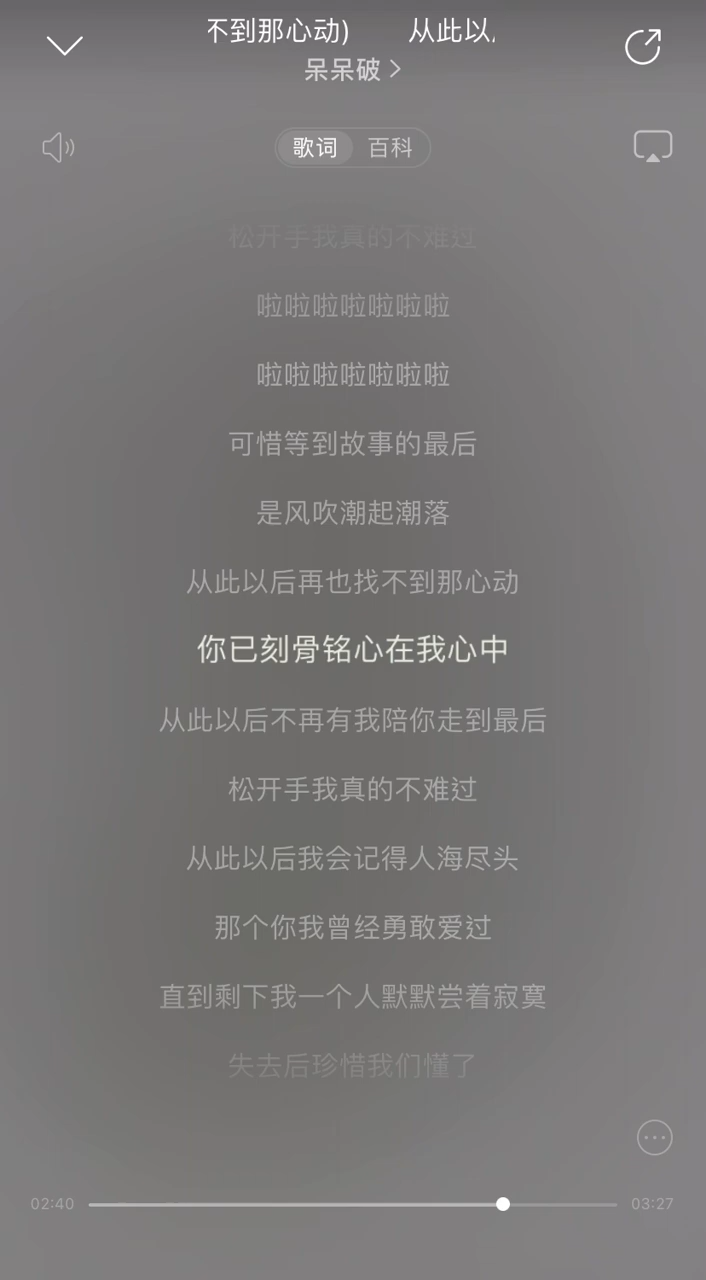 不到那心动) 从此以
呆呆破
歌词 百科
松开手我真的不难过
啦啦啦啦啦啦啦
啦啦啦啦啦啦啦
可惜等到故事的最后
是风吹潮起潮落
从此以后再也找不到那心动
你已刻骨铭心在我心中
从此以后不再有我陪你走到最后
松开手我真的不难过
从此以后我会记得人海尽头
那个你我曾经勇敢爱过
直到剩下我一个人默默尝着寂寞
失去后珍惜我们懂了
02:40 03:27